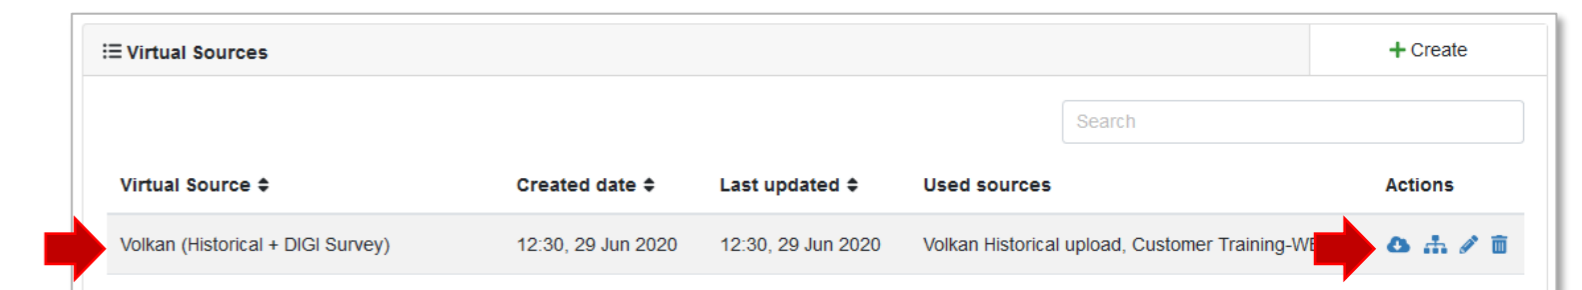 Virtual Sources
Create
Search
Virtual Source Created date Last updated Used sources Actions
Volkan (Historical + DIGI Survey) 12:30, 29 Jun 2020 12:30, 29 Jun 2020 Volkan Historical upload, Customer Training-WE